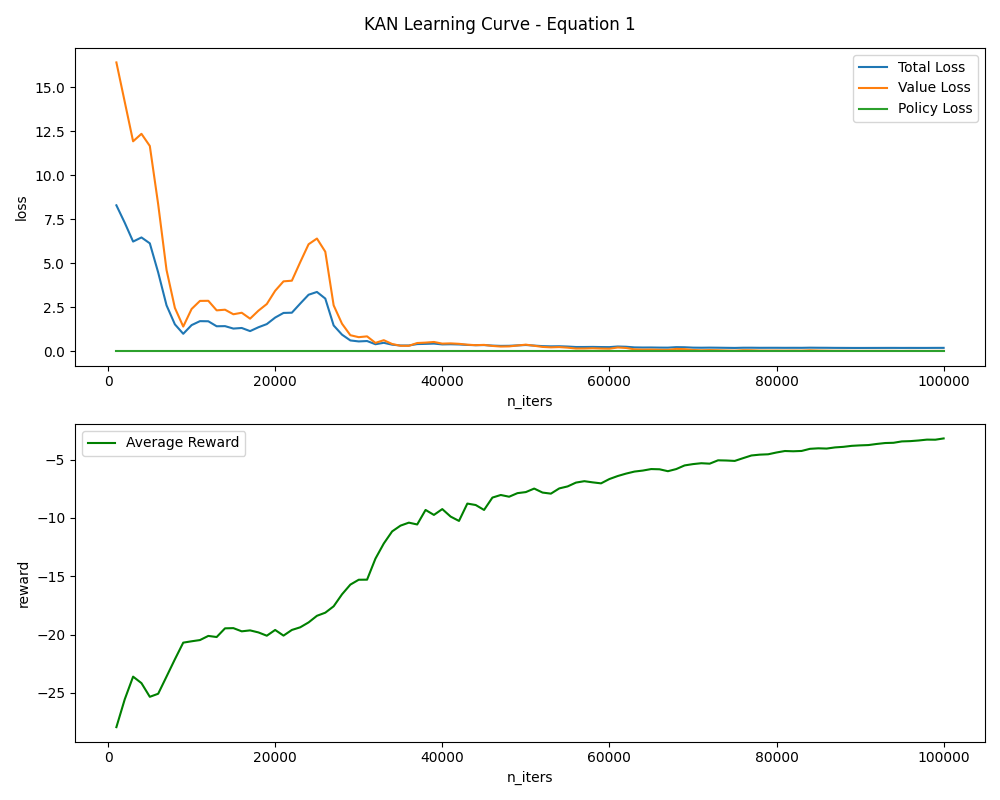 KAN Learning Curve - Equation 1
Total Loss
Value Loss
Policy Loss
loss
15.0
12.5
10.0
7.5
5.0
2.5
0.0
0 20000 40000 60000 80000 100000
n_iters
Average Reward
reward
−5
−10
−15
−20
−25
0 20000 40000 60000 80000 100000
n_iters